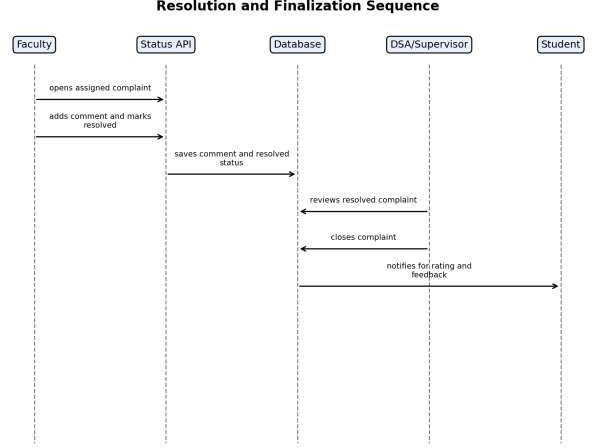 Resolution and Finalization Sequence
Faculty
Status API
Database
DSA/Supervisor
Student
opens assigned complaint
adds comment and marks
resolved
saves comment and resolved
status
reviews resolved complaint
closes complaint
notifies for rating and
feedback